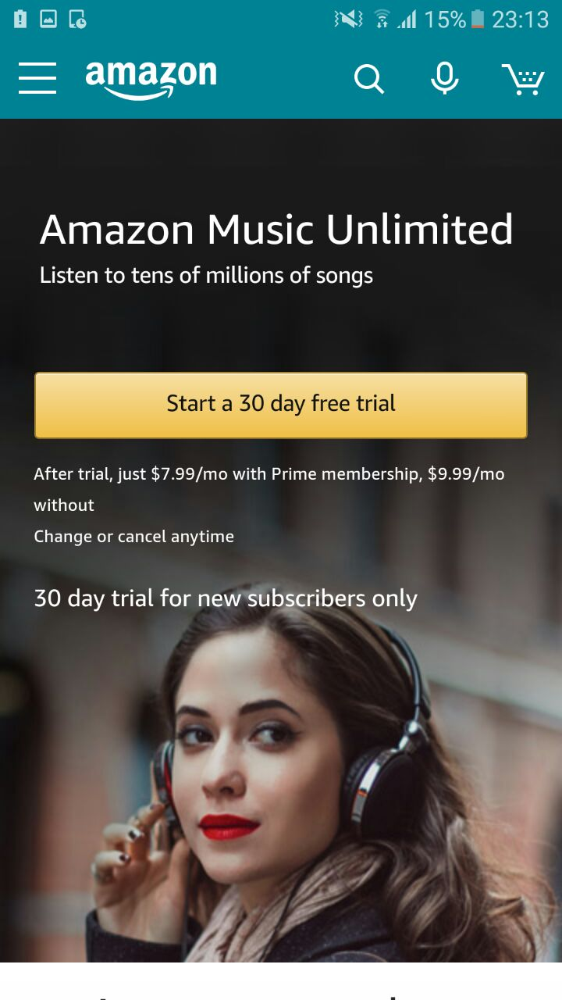 15% 23:13
amazon
Amazon Music Unlimited
Listen to tens of millions of songs
Start a 30 day free trial
After trial, just $7.99/mo with Prime membership, $9.99/mo
without
Change or cancel anytime
30 day trial for new subscribers only